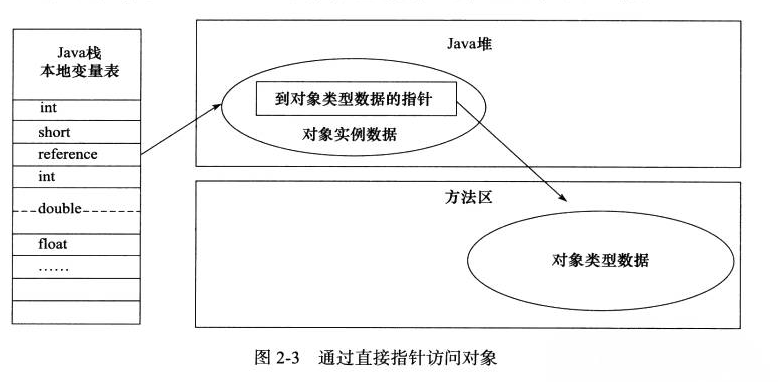 Java栈
本地变量表
int
short
reference
int
double
float
……
Java堆
到对象类型数据的指针
对象实例数据
方法区
对象类型数据
图 2-3 通过直接指针访问对象